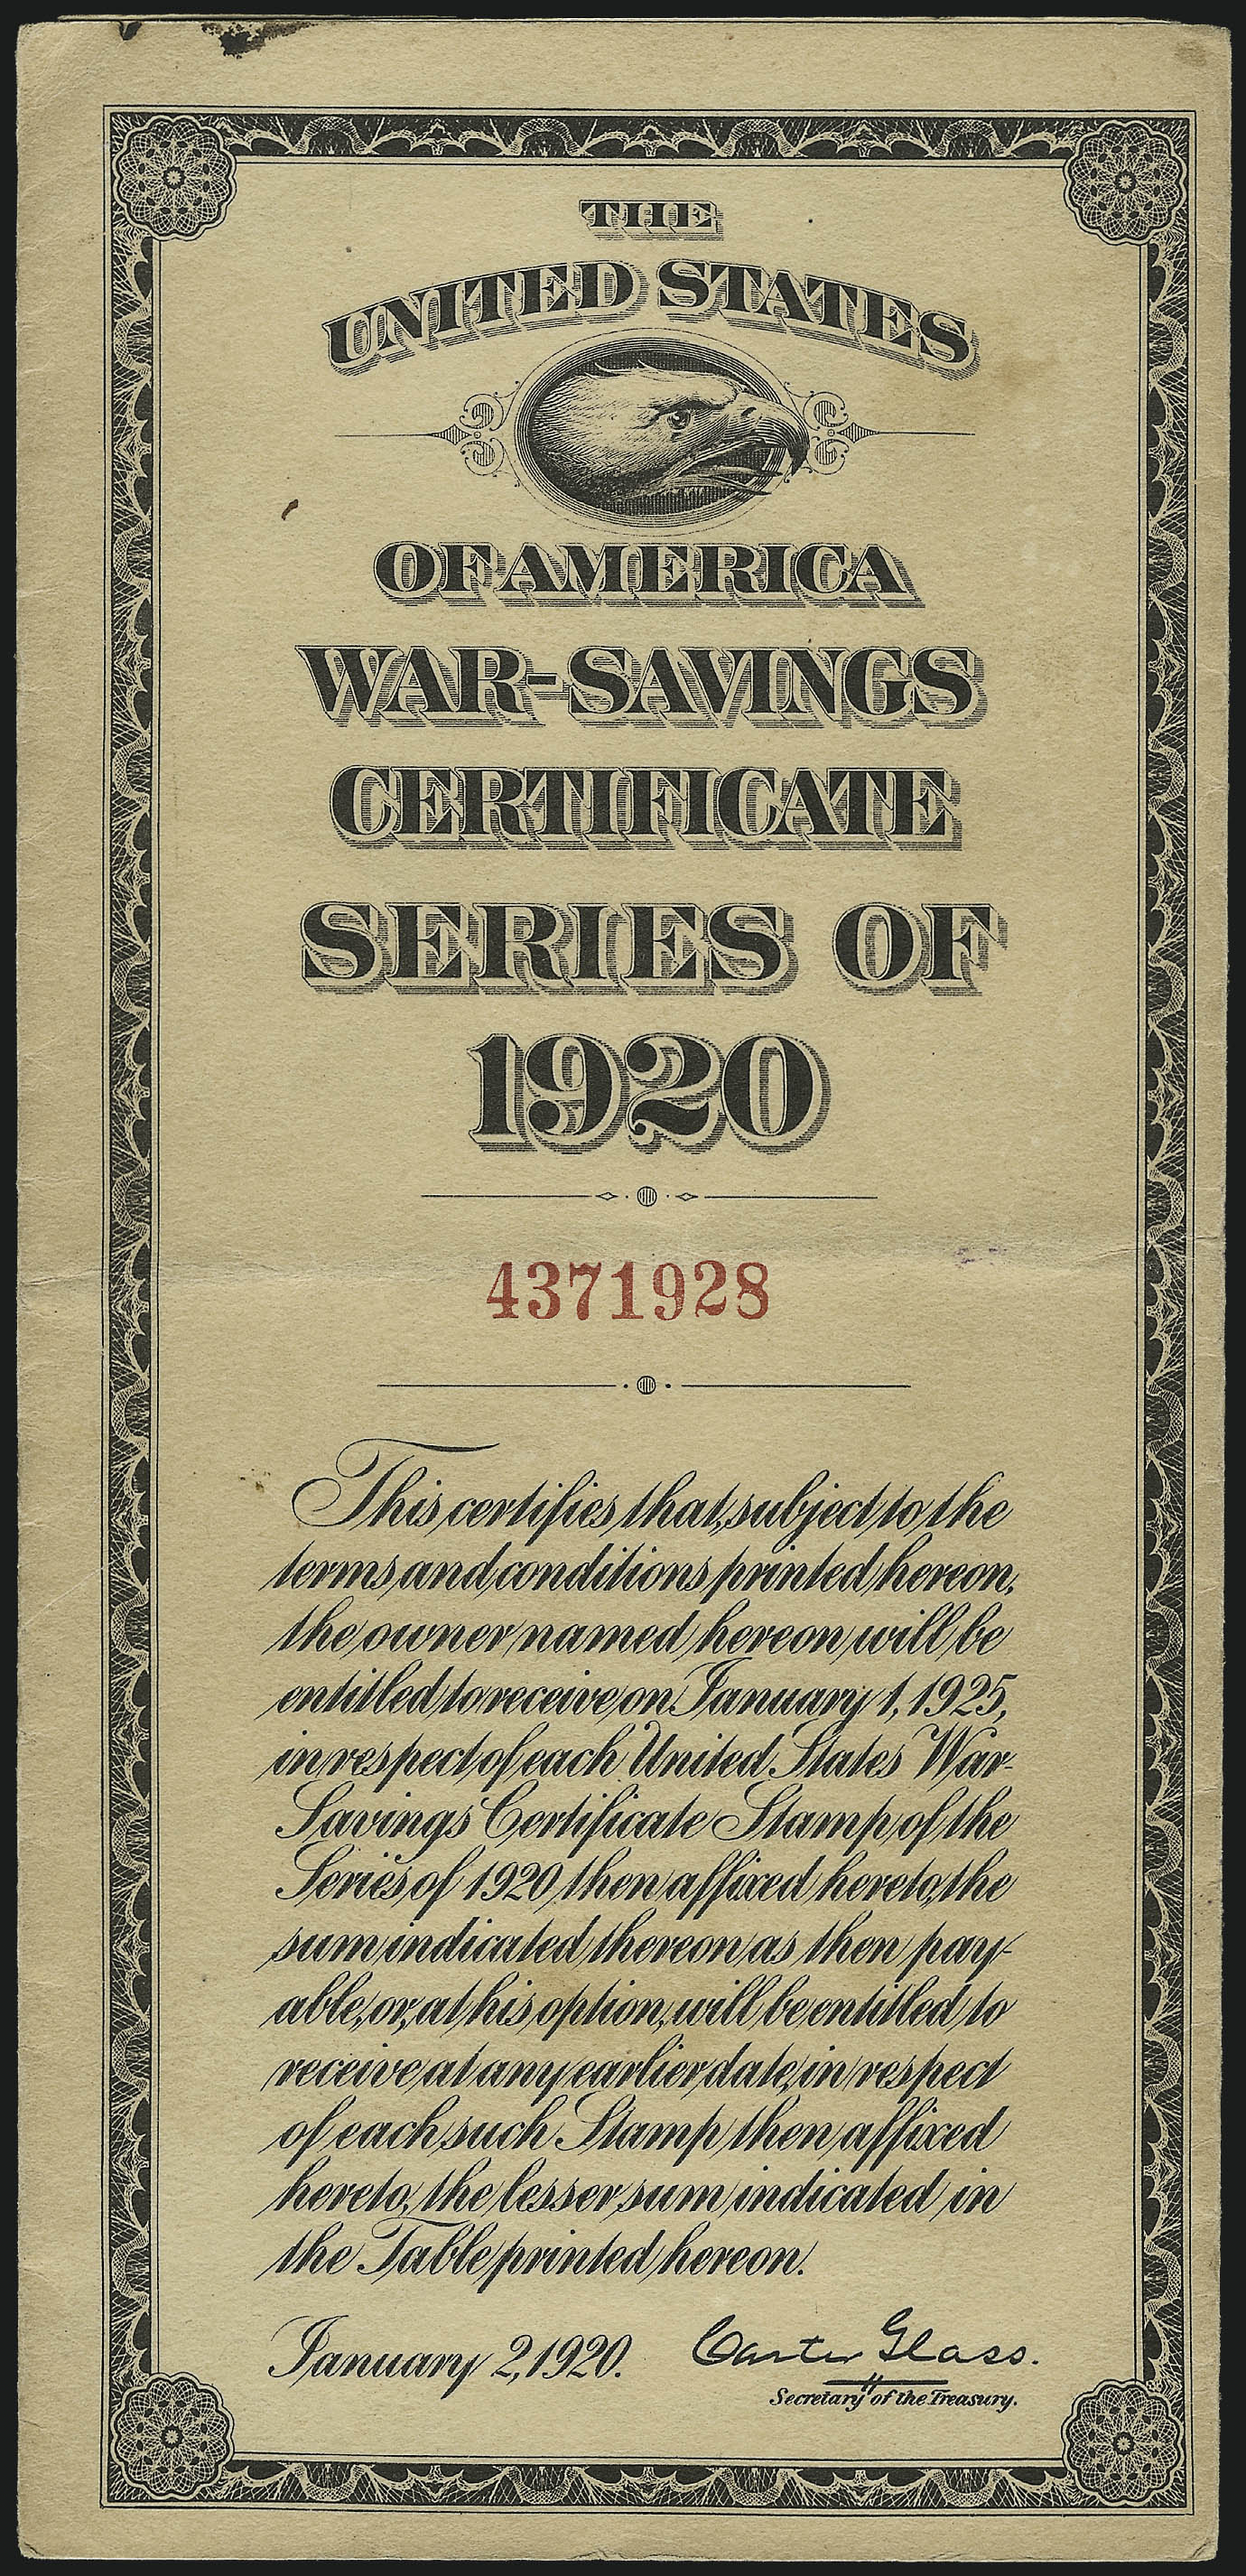 THE
UNITED STATES
OF AMERICA
WAR-SAVINGS
CERTIFICATE
SERIES OF
1920
4371928
This certifies that, subject to the
terms and conditions printed hereon,
the owner named hereon will be
entitled to receive on January 1, 1925,
in respect of each United States War-
Savings Certificate Stamp of the
Series of 1920 then affixed hereto, the
sum indicated thereon as then pay-
able, or, at his option, will be entitled to
receive at any earlier date, in respect
of each such Stamp then affixed
hereto, the lesser sum indicated in
the Table printed hereon.
January 2, 1920. Carter Glass.
Secretary of the Treasury.